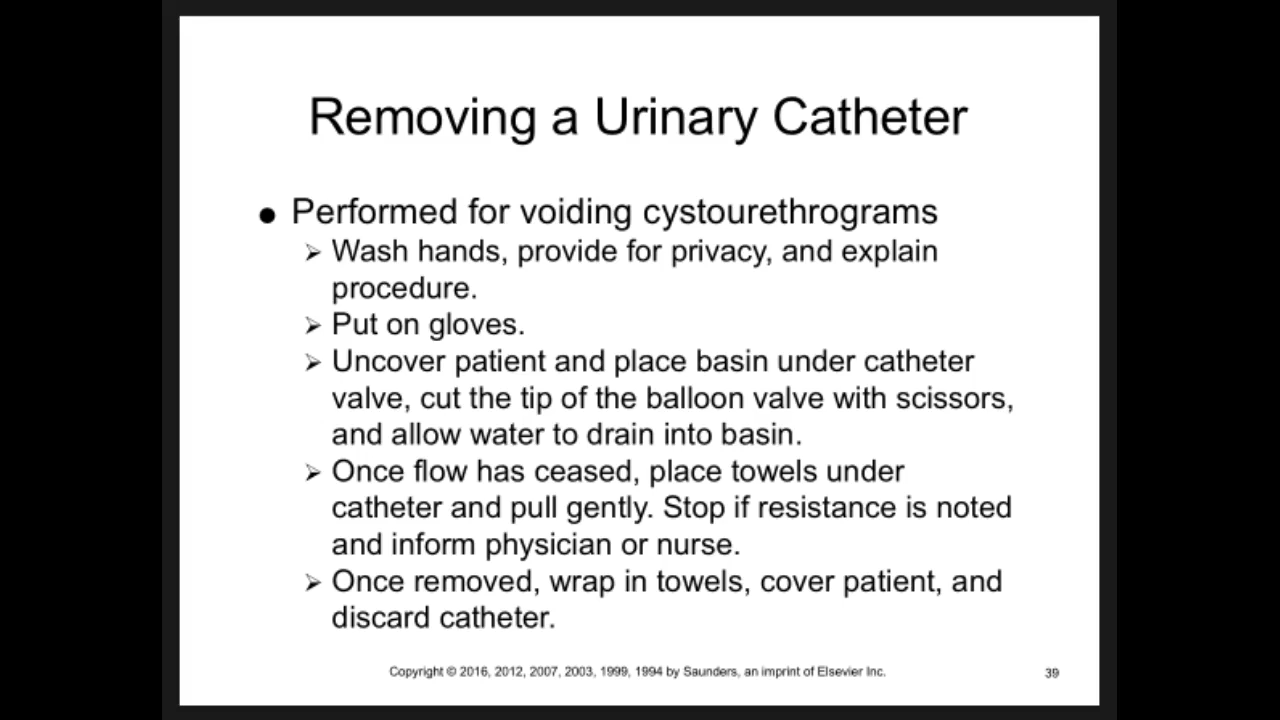 Removing a Urinary Catheter
● Performed for voiding cystourethrograms
➢ Wash hands, provide for privacy, and explain
procedure.
➢ Put on gloves.
➢ Uncover patient and place basin under catheter
valve, cut the tip of the balloon valve with scissors,
and allow water to drain into basin.
➢ Once flow has ceased, place towels under
catheter and pull gently. Stop if resistance is noted
and inform physician or nurse.
➢ Once removed, wrap in towels, cover patient, and
discard catheter.
Copyright © 2016, 2012, 2007, 2003, 1999, 1994 by Saunders, an imprint of Elsevier Inc.
39